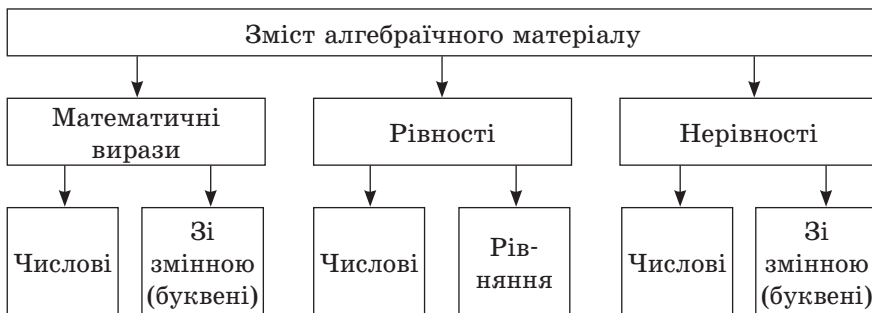 Зміст алгебраїчного матеріалу
Математичні
вирази
Рівності
Нерівності
Числові
Зі
змінною
(буквені)
Числові
Рів-
няння
Числові
Зі
змінною
(буквені)